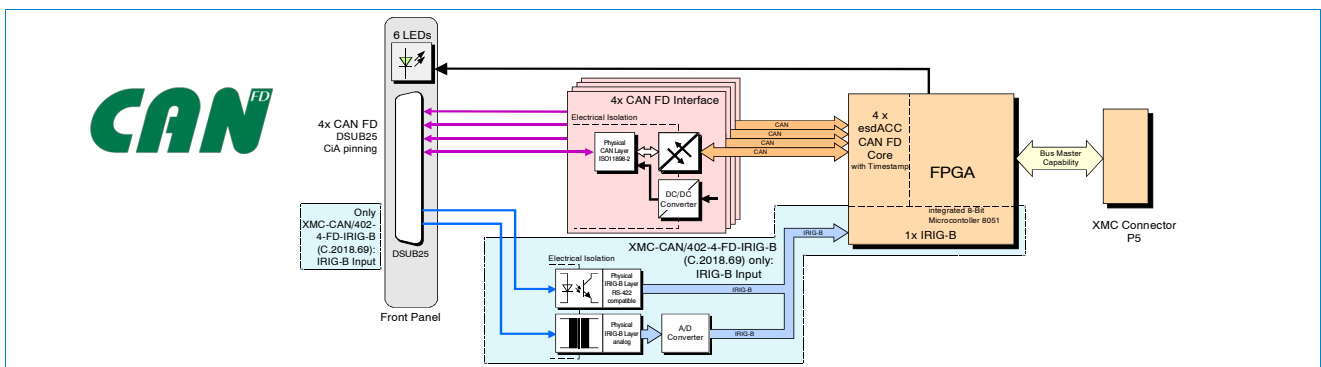 CAN FD
6 LEDs
4x CAN FD
DSUB25
CiA pinning
Only
XMC-CAN/402-
4-FD-IRIG-B
(C.2018.69):
IRIG-B Input
DSUB25
Front Panel
4x CAN FD Interface
Electrical Isolation
Physical
CAN Layer
ISO11898-2
DC/DC
Converter
CAN
CAN
CAN
CAN
4 x
esdACC
CAN FD
Core
with Timestamp
FPGA
integrated 8-Bit
Microcontoller 8051
1x IRIG-B
Bus Master
Capability
XMC Connector
P5
XMC-CAN/402-4-FD-IRIG-B
(C.2018.69) only:
IRIG-B Input
IRIG-B
Electrical Isolation
Physical
IRIG-B Layer
RS-422
compatible
IRIG-B
Physical
IRIG-B Layer
analog
A/D
Converter
IRIG-B